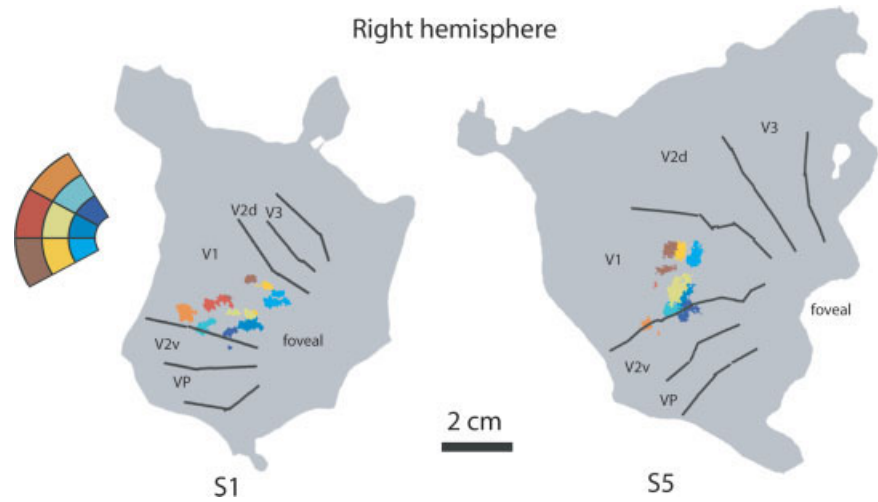 Right hemisphere
V2d
V3
V1
V2v
foveal
VP
S1
V3
V2d
V1
foveal
V2v
VP
S5
2 cm